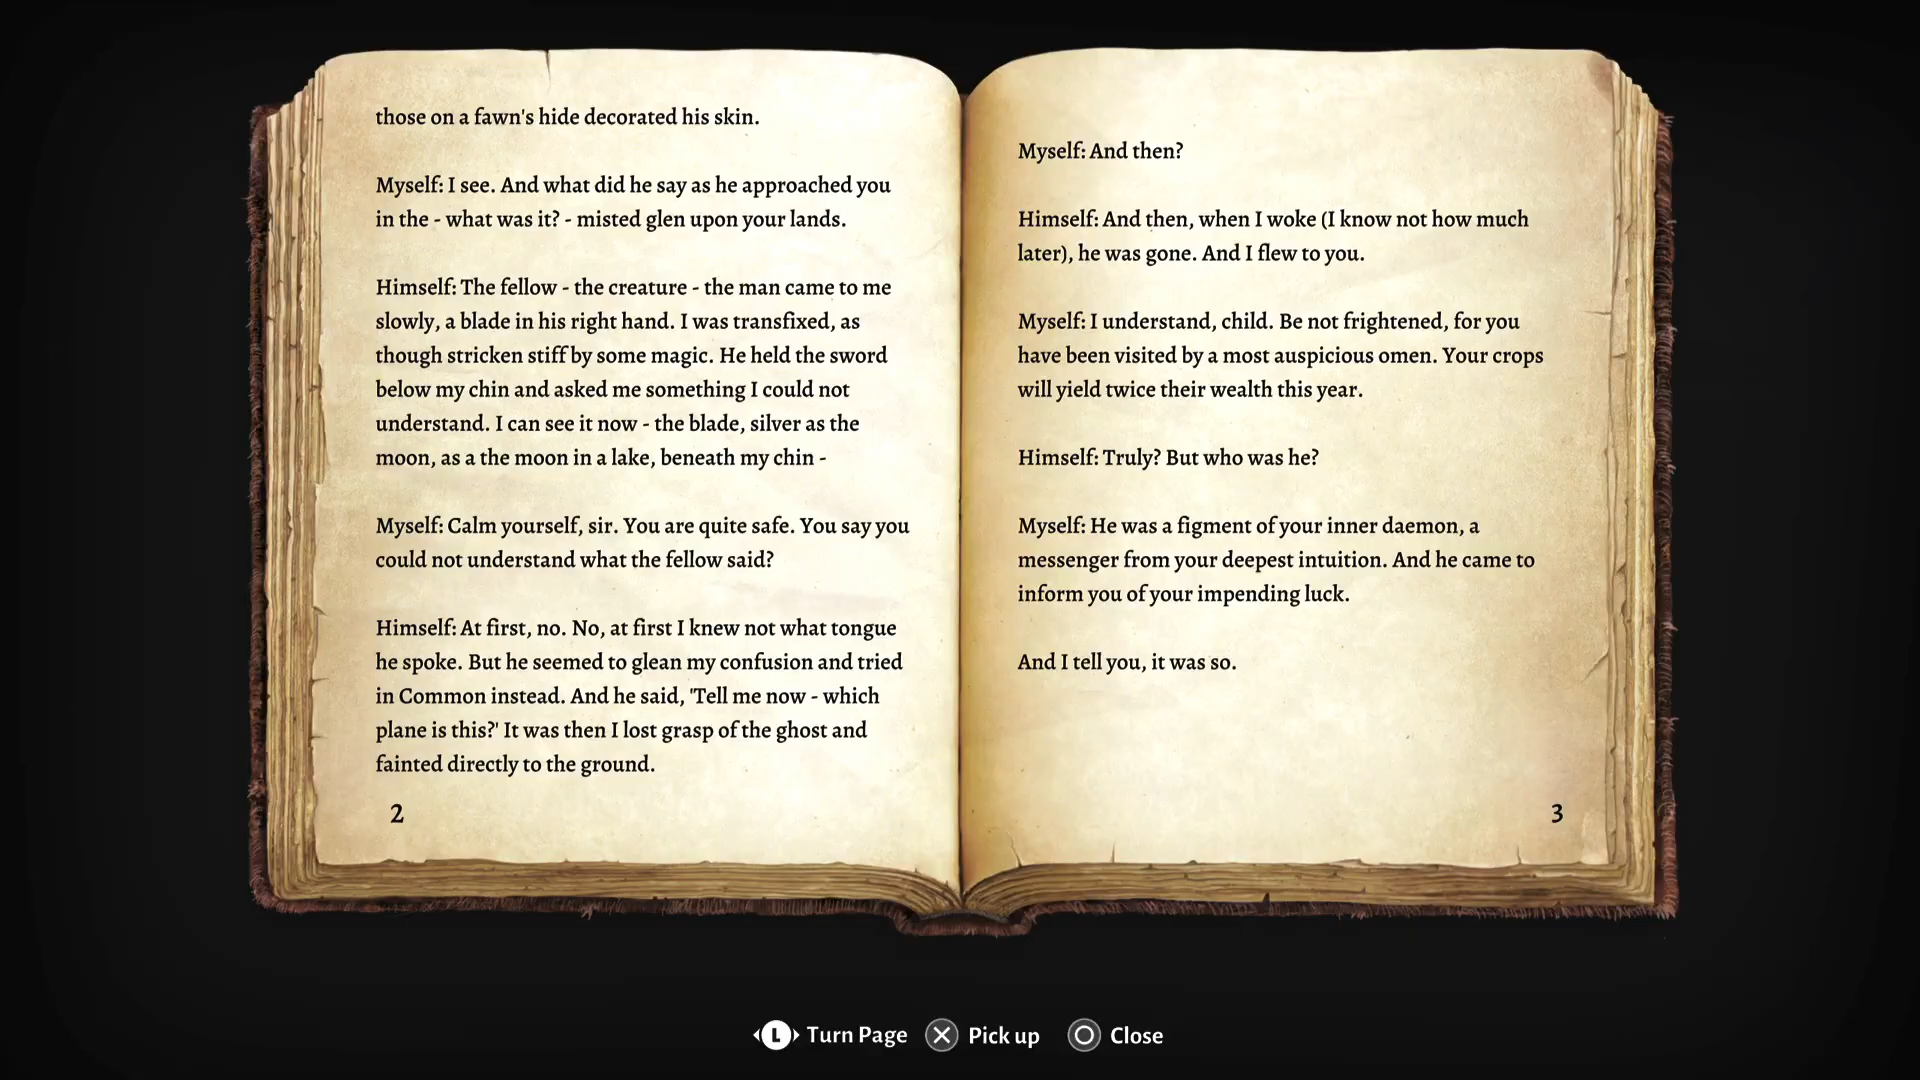 those on a fawn's hide decorated his skin.
Myself: I see. And what did he say as he approached you
in the - what was it? - misted glen upon your lands.
Himself: The fellow - the creature - the man came to me
slowly, a blade in his right hand. I was transfixed, as
though stricken stiff by some magic. He held the sword
below my chin and asked me something I could not
understand. I can see it now - the blade, silver as the
moon, as a the moon in a lake, beneath my chin -
Myself: Calm yourself, sir. You are quite safe. You say you
could not understand what the fellow said?
Himself: At first, no. No, at first I knew not what tongue
he spoke. But he seemed to glean my confusion and tried
in Common instead. And he said, 'Tell me now - which
plane is this?' It was then I lost grasp of the ghost and
fainted directly to the ground.
2
Myself: And then?
Himself: And then, when I woke (I know not how much
later), he was gone. And I flew to you.
Myself: I understand, child. Be not frightened, for you
have been visited by a most auspicious omen. Your crops
will yield twice their wealth this year.
Himself: Truly? But who was he?
Myself: He was a figment of your inner daemon, a
messenger from your deepest intuition. And he came to
inform you of your impending luck.
And I tell you, it was so.
3
L Turn Page Pick up Close